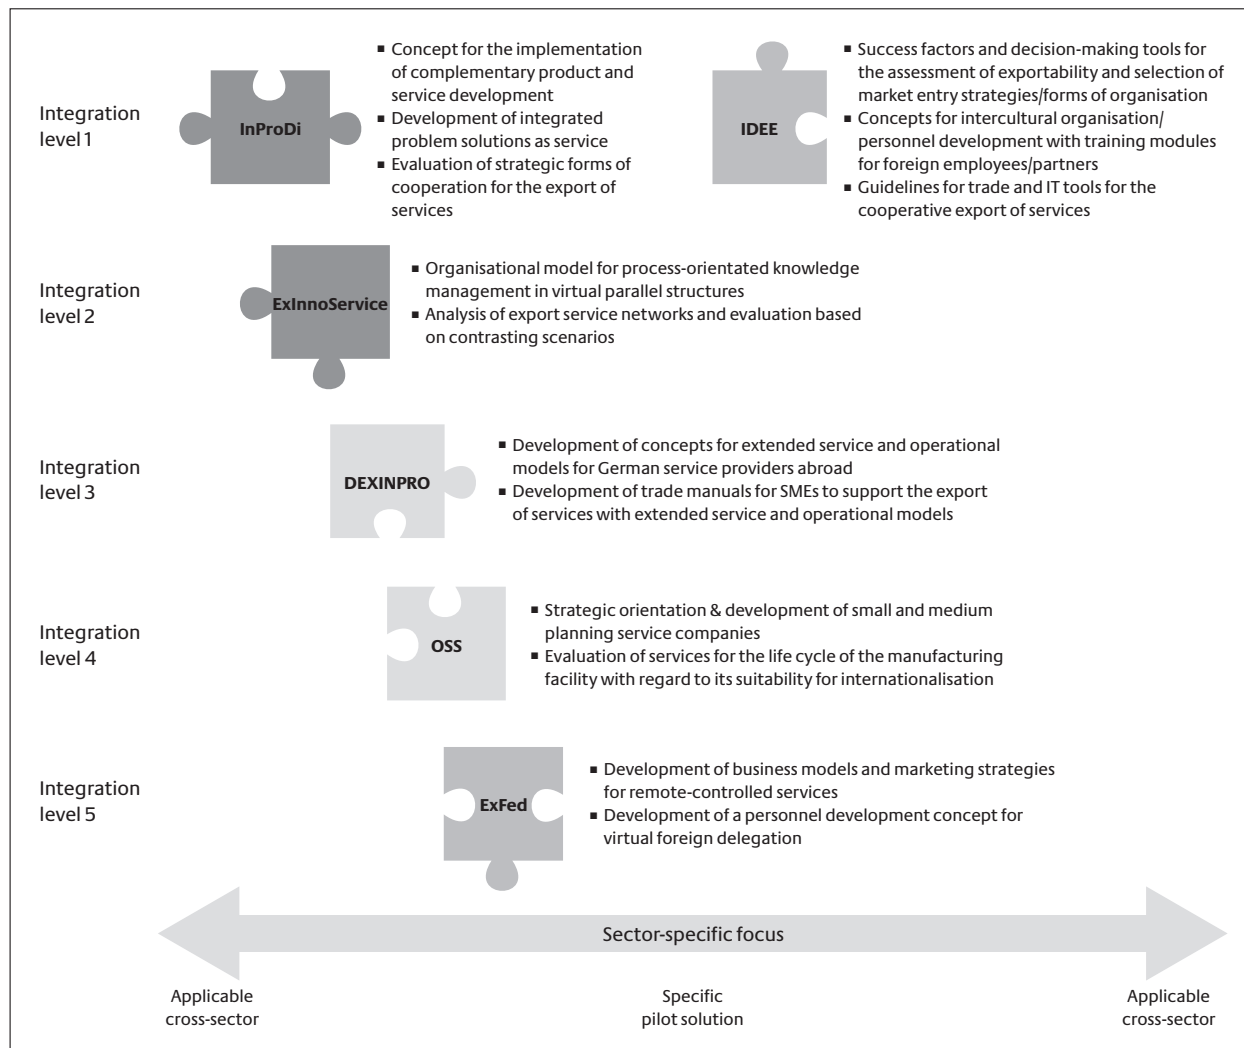 Integration
level 1
InProDi
▪ Concept for the implementation
of complementary product and
service development
▪ Development of integrated
problem solutions as service
▪ Evaluation of strategic forms of
cooperation for the export of
services
IDEE
▪ Success factors and decision-making tools for
the assessment of exportability and selection of
market entry strategies/forms of organisation
▪ Concepts for intercultural organisation/
personnel development with training modules
for foreign employees/partners
▪ Guidelines for trade and IT tools for the
cooperative export of services
Integration
level 2
ExInnoService
▪ Organisational model for process-orientated knowledge
management in virtual parallel structures
▪ Analysis of export service networks and evaluation based
on contrasting scenarios
Integration
level 3
DEXINPRO
▪ Development of concepts for extended service and operational
models for German service providers abroad
▪ Development of trade manuals for SMEs to support the export
of services with extended service and operational models
Integration
level 4
OSS
▪ Strategic orientation & development of small and medium
planning service companies
▪ Evaluation of services for the life cycle of the manufacturing
facility with regard to its suitability for internationalisation
Integration
level 5
ExFed
▪ Development of business models and marketing strategies
for remote-controlled services
▪ Development of a personnel development concept for
virtual foreign delegation
Sector-specific focus
Applicable
cross-sector
Specific
pilot solution
Applicable
cross-sector